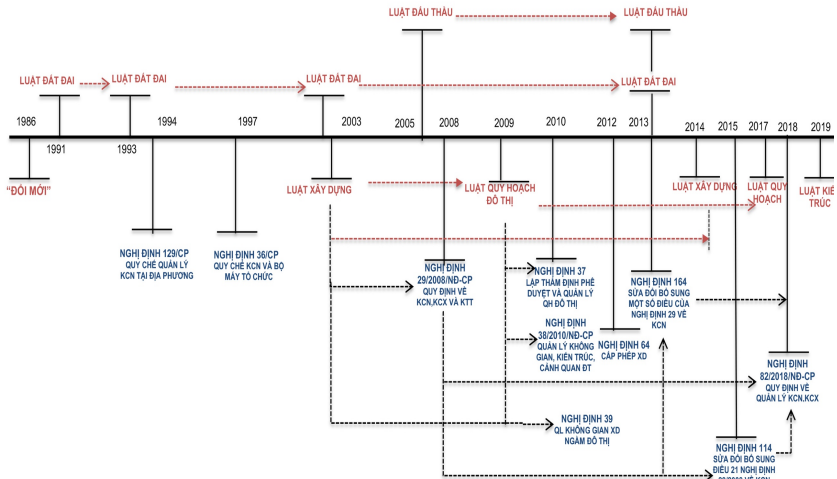 LUẬT ĐẤU THẦU
LUẬT ĐẤU THẦU
LUẬT ĐẤT ĐAI
LUẬT ĐẤT ĐAI
LUẬT ĐẤT ĐAI
LUẬT ĐẤT ĐAI
1986
1994
1997
2003
2005
2008
2009
2012
2013
2014
2015
2017
2018
2019
1991
1993
2010
“ĐỔI MỚI”
LUẬT XÂY DỰNG
LUẬT QUY HOẠCH
ĐÔ THỊ
LUẬT XÂY DỰNG
LUẬT QUY
HOẠCH
LUẬT KIẾN
TRÚC
NGHỊ ĐỊNH 129/CP
QUY CHẾ QUẢN LÝ
KCN TẠI ĐỊA PHƯƠNG
NGHỊ ĐỊNH 36/CP
QUY CHẾ KCN VÀ BỘ
MÁY TỔ CHỨC
NGHỊ ĐỊNH
29/2008/NĐ-CP
QUY ĐỊNH VỀ
KCN,KCX VÀ KTT
NGHỊ ĐỊNH 37
LẬP THẨM ĐỊNH PHÊ
DUYỆT VÀ QUẢN LÝ
QH ĐÔ THỊ
NGHỊ ĐỊNH 164
SỬA ĐỔI BỔ SUNG
MỘT SỐ ĐIỀU CỦA
NGHỊ ĐỊNH 29 VỀ
KCN
NGHỊ ĐỊNH
38/2010/NĐ-CP
QUẢN LÝ KHÔNG
GIAN, KIẾN TRÚC,
CẢNH QUAN ĐT
NGHỊ ĐỊNH 64
CẤP PHÉP XD
NGHỊ ĐỊNH
82/2018/NĐ-CP
QUY ĐỊNH VỀ
QUẢN LÝ KCN.KCX
NGHỊ ĐỊNH 39
QL KHÔNG GIAN XD
NGẦM ĐÔ THỊ
NGHỊ ĐỊNH 114
SỬA ĐỔI BỔ SUNG
ĐIỀU 21 NGHỊ ĐỊNH